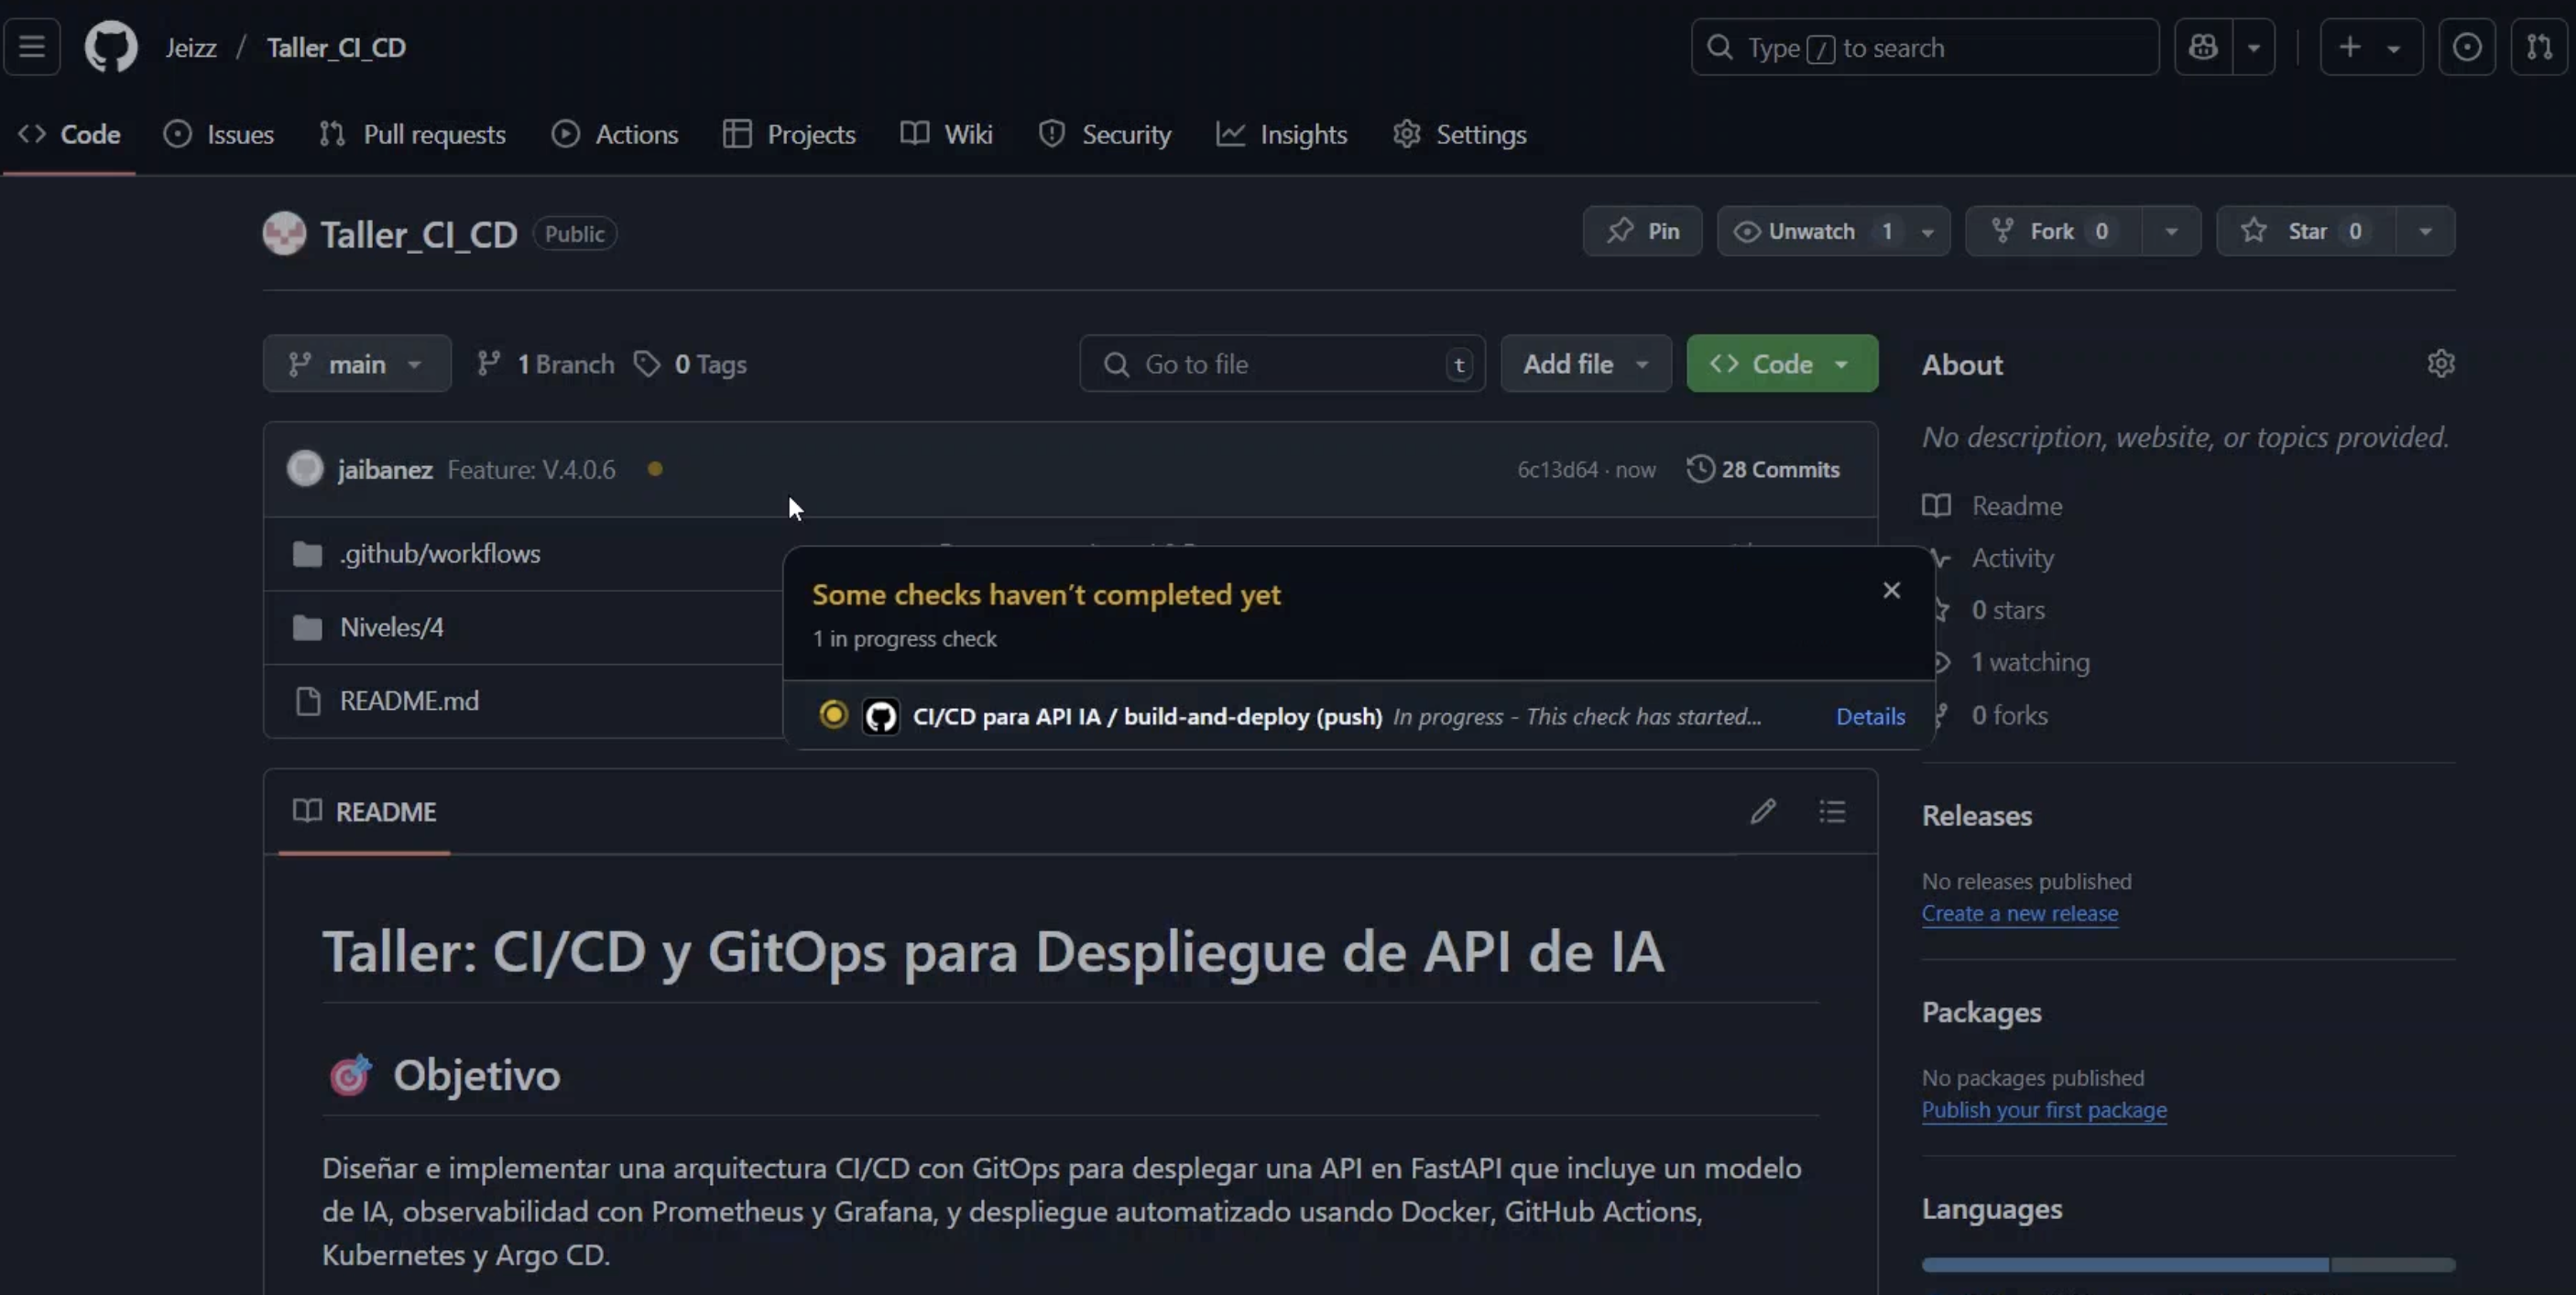 Jeizz / Taller_CI_CD
Type / to search
Code Issues Pull requests Actions Projects Wiki Security Insights Settings
Taller_CI_CD Public
Pin Unwatch 1 Fork 0 Star 0
main 1 Branch 0 Tags Go to file t Add file Code
About
No description, website, or topics provided.
jaibanez Feature: V.4.0.6 6c13d64 · now 28 Commits
Readme
.github/workflows
Activity
Some checks haven't completed yet
0 stars
Niveles/4
1 in progress check
1 watching
README.md
CI/CD para API IA / build-and-deploy (push) In progress - This check has started... Details
0 forks
README
Releases
No releases published
Create a new release
Taller: CI/CD y GitOps para Despliegue de API de IA
Packages
Objetivo
No packages published
Publish your first package
Diseñar e implementar una arquitectura CI/CD con GitOps para desplegar una API en FastAPI que incluye un modelo
de IA, observabilidad con Prometheus y Grafana, y despliegue automatizado usando Docker, GitHub Actions,
Kubernetes y Argo CD.
Languages